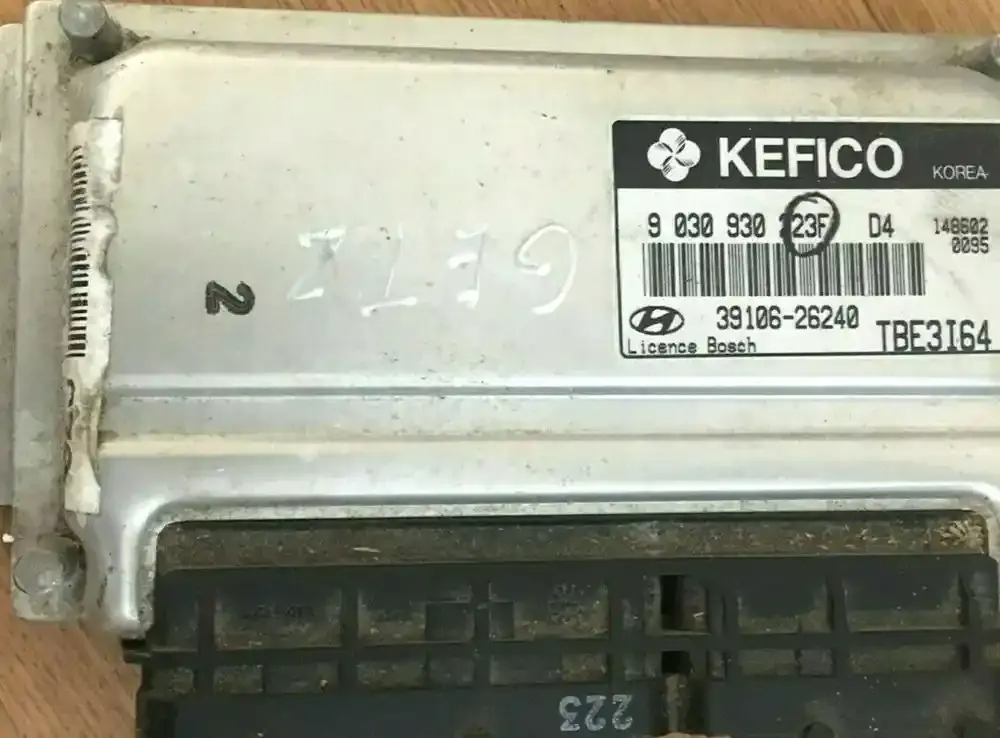 KEFICO
KOREA
9 030 930 223F D4
148602
0095
39106-26240
Licence Bosch
TBE3I64
GETZ
2
223